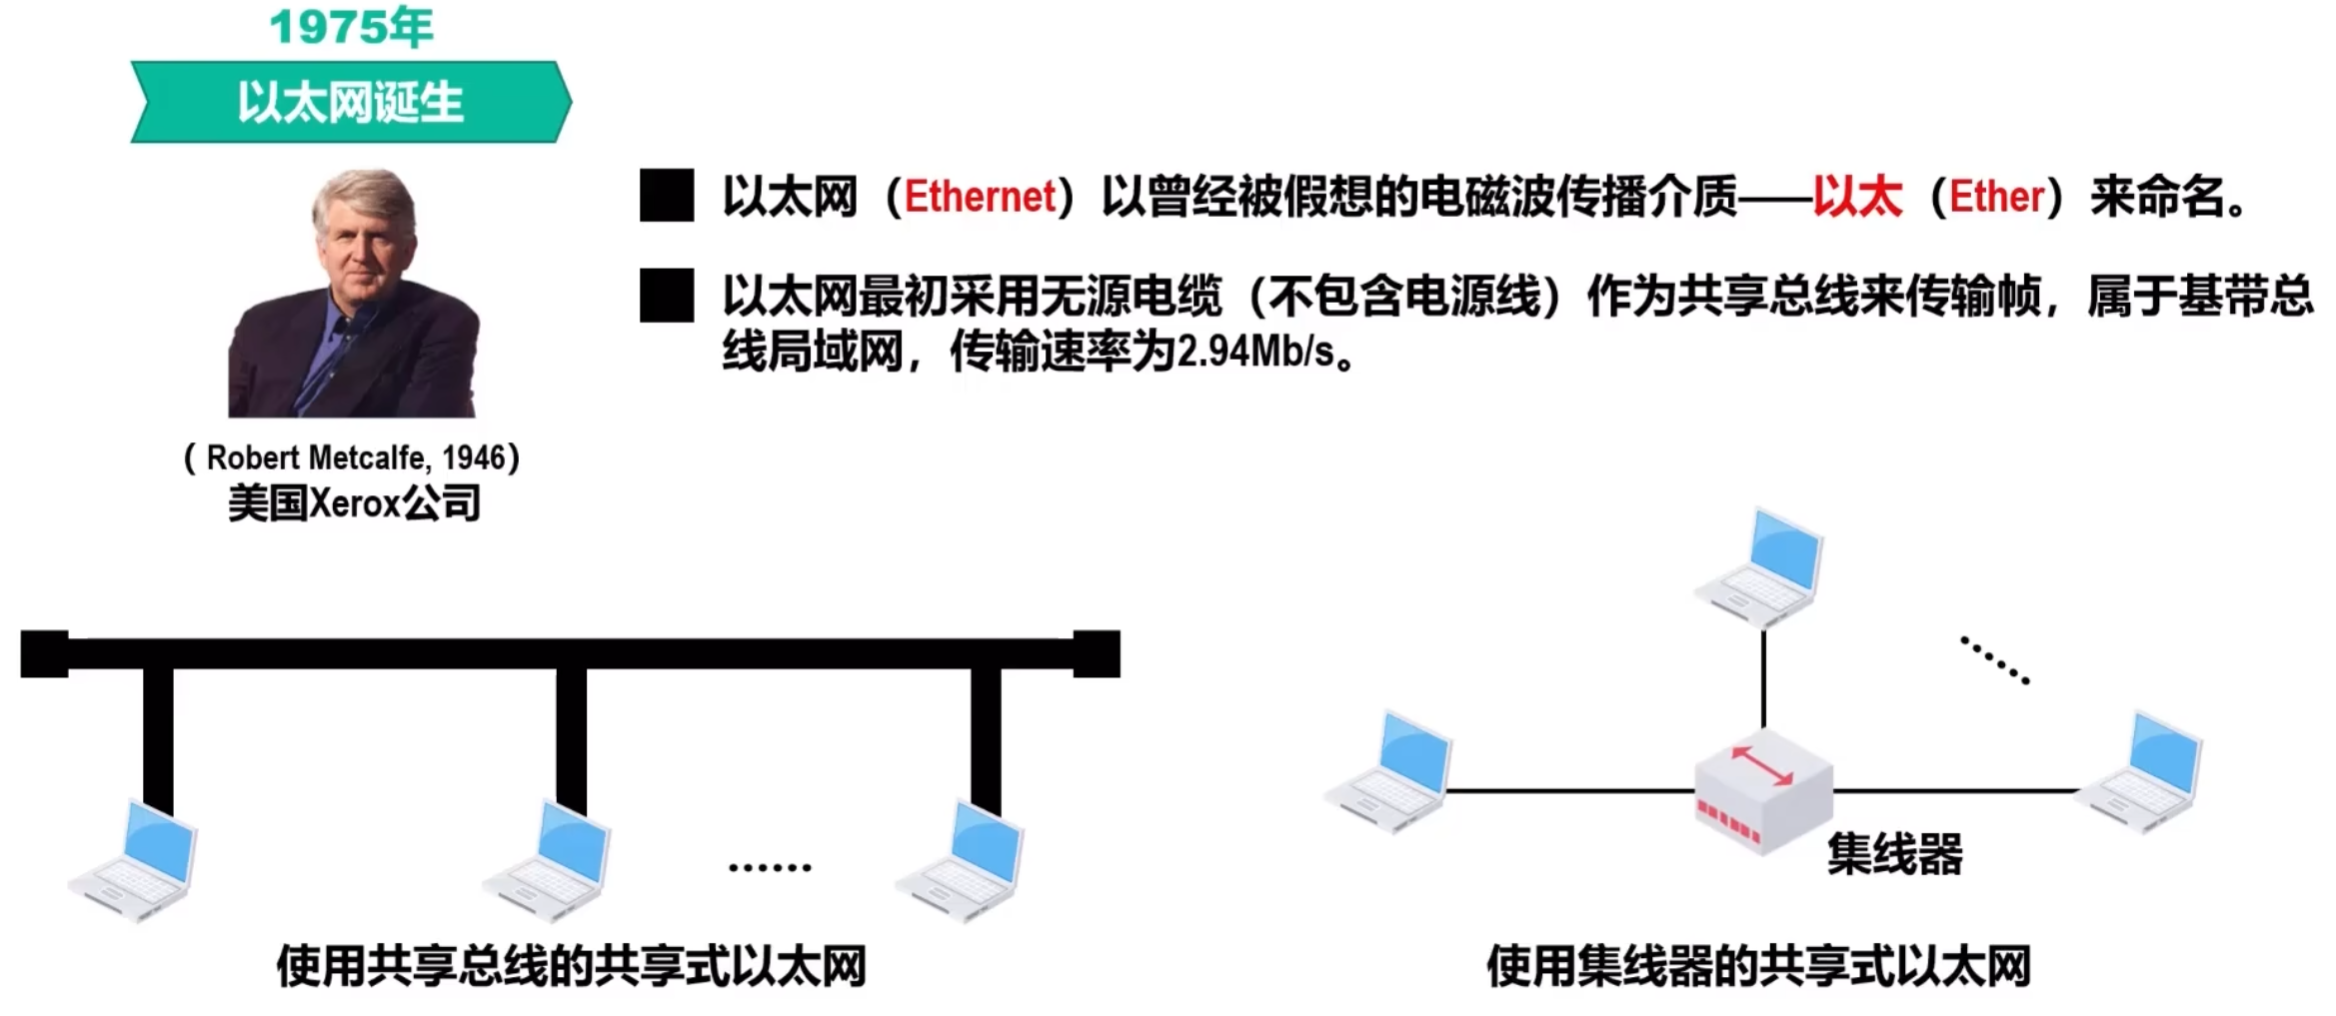 1975年
以太网诞生
以太网（Ethernet）以曾经被假想的电磁波传播介质——以太（Ether）来命名。
以太网最初采用无源电缆（不包含电源线）作为共享总线来传输帧，属于基带总
线局域网，传输速率为2.94Mb/s。
（ Robert Metcalfe, 1946）
美国Xerox公司
......
集线器
使用共享总线的共享式以太网
使用集线器的共享式以太网